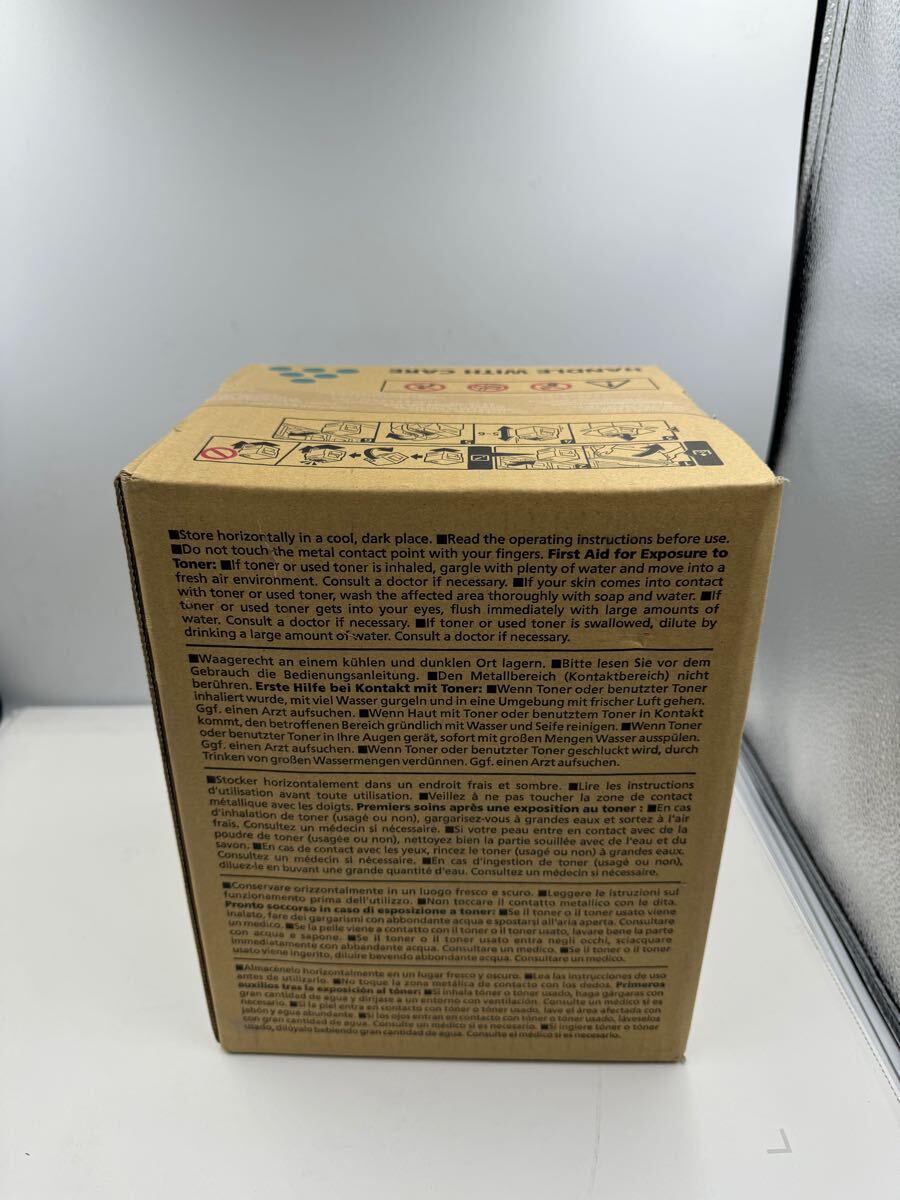 HANDLE WITH CARE
■Store horizontally in a cool, dark place. ■Read the operating instructions before use.
■Do not touch the metal contact point with your fingers. First Aid for Exposure to
Toner: ■If toner or used toner is inhaled, gargle with plenty of water and move into a
fresh air environment. Consult a doctor if necessary. ■If your skin comes into contact
with toner or used toner, wash the affected area thoroughly with soap and water. ■If
toner or used toner gets into your eyes, flush immediately with large amounts of
water. Consult a doctor if necessary. ■If toner or used toner is swallowed, dilute by
drinking a large amount of water. Consult a doctor if necessary.
■Waagerecht an einem kühlen und dunklen Ort lagern. ■Bitte lesen Sie vor dem
Gebrauch die Bedienungsanleitung. ■Den Metallbereich (Kontaktbereich) nicht
berühren. Erste Hilfe bei Kontakt mit Toner: ■Wenn Toner oder benutzter Toner
inhaliert wurde, mit viel Wasser gurgeln und in eine Umgebung mit frischer Luft gehen.
Ggf. einen Arzt aufsuchen. ■Wenn Haut mit Toner oder benutztem Toner in Kontakt
kommt, den betroffenen Bereich gründlich mit Wasser und Seife reinigen. ■Wenn Toner
oder benutzter Toner in Ihre Augen gerät, sofort mit großen Mengen Wasser ausspülen.
Ggf. einen Arzt aufsuchen. ■Wenn Toner oder benutzter Toner geschluckt wird, durch
Trinken von großen Wassermengen verdünnen. Ggf. einen Arzt aufsuchen.
■Stocker horizontalement dans un endroit frais et sombre. ■Lire les instructions
d'utilisation avant toute utilisation. ■Veillez à ne pas toucher la zone de contact
métallique avec les doigts. Premiers soins après une exposition au toner : ■En cas
d'inhalation de toner (usagé ou non), gargarisez-vous à grandes eaux et sortez à l'air
frais. Consultez un médecin si nécessaire. ■Si votre peau entre en contact avec de la
poudre de toner (usagée ou non), nettoyez bien la partie souillée avec de l'eau et du
savon. ■En cas de contact avec les yeux, rincez le toner (usagé ou non) à grandes eaux.
Consultez un médecin si nécessaire. ■En cas d'ingestion de toner (usagé ou non),
diluez-le en buvant une grande quantité d'eau. Consultez un médecin si nécessaire.
■Conservare orizzontalmente in un luogo fresco e scuro. ■Leggere le istruzioni sul
funzionamento prima dell'utilizzo. ■Non toccare il contatto metallico con le dita.
Pronto soccorso in caso di esposizione a toner: ■Se il toner o il toner usato viene
inalato, fare dei gargarismi con abbondante acqua e spostarsi all'aria aperta. Consultare
un medico. ■Se la pelle viene a contatto con il toner o il toner usato, lavare bene la parte
con acqua e sapone. ■Se il toner o il toner usato entra negli occhi, sciacquare
immediatamente con abbandante acqua. Consultare un medico. ■Se il toner o il toner
usato viene ingerito, diluire bevendo abbandante acqua. Consultare un medico.
■Almacénelo horizontalmente en un lugar fresco y oscuro. ■Lea las instrucciones de uso
antes de utilizarlo. ■No toque la zona metálica de contacto con los dedos. Primeros
auxilios tras la exposición al tóner: ■Si inhala tóner o tóner usado, haga gárgaras con
gran cantidad de agua y diríjase a un entorno con ventilación. Consulte un médico si es
necesario. ■Si la piel entra en contacto con tóner o tóner usado, lave el área afectada con
jabón y agua abundante. ■Si los ojos entran en contacto con tóner o tóner usado, láveselos
con gran cantidad de agua. Consulte un médico si es necesario. ■Si ingiere tóner o tóner
usado, dilúyalo bebiendo gran cantidad de agua. Consulte el médico si es necesario.